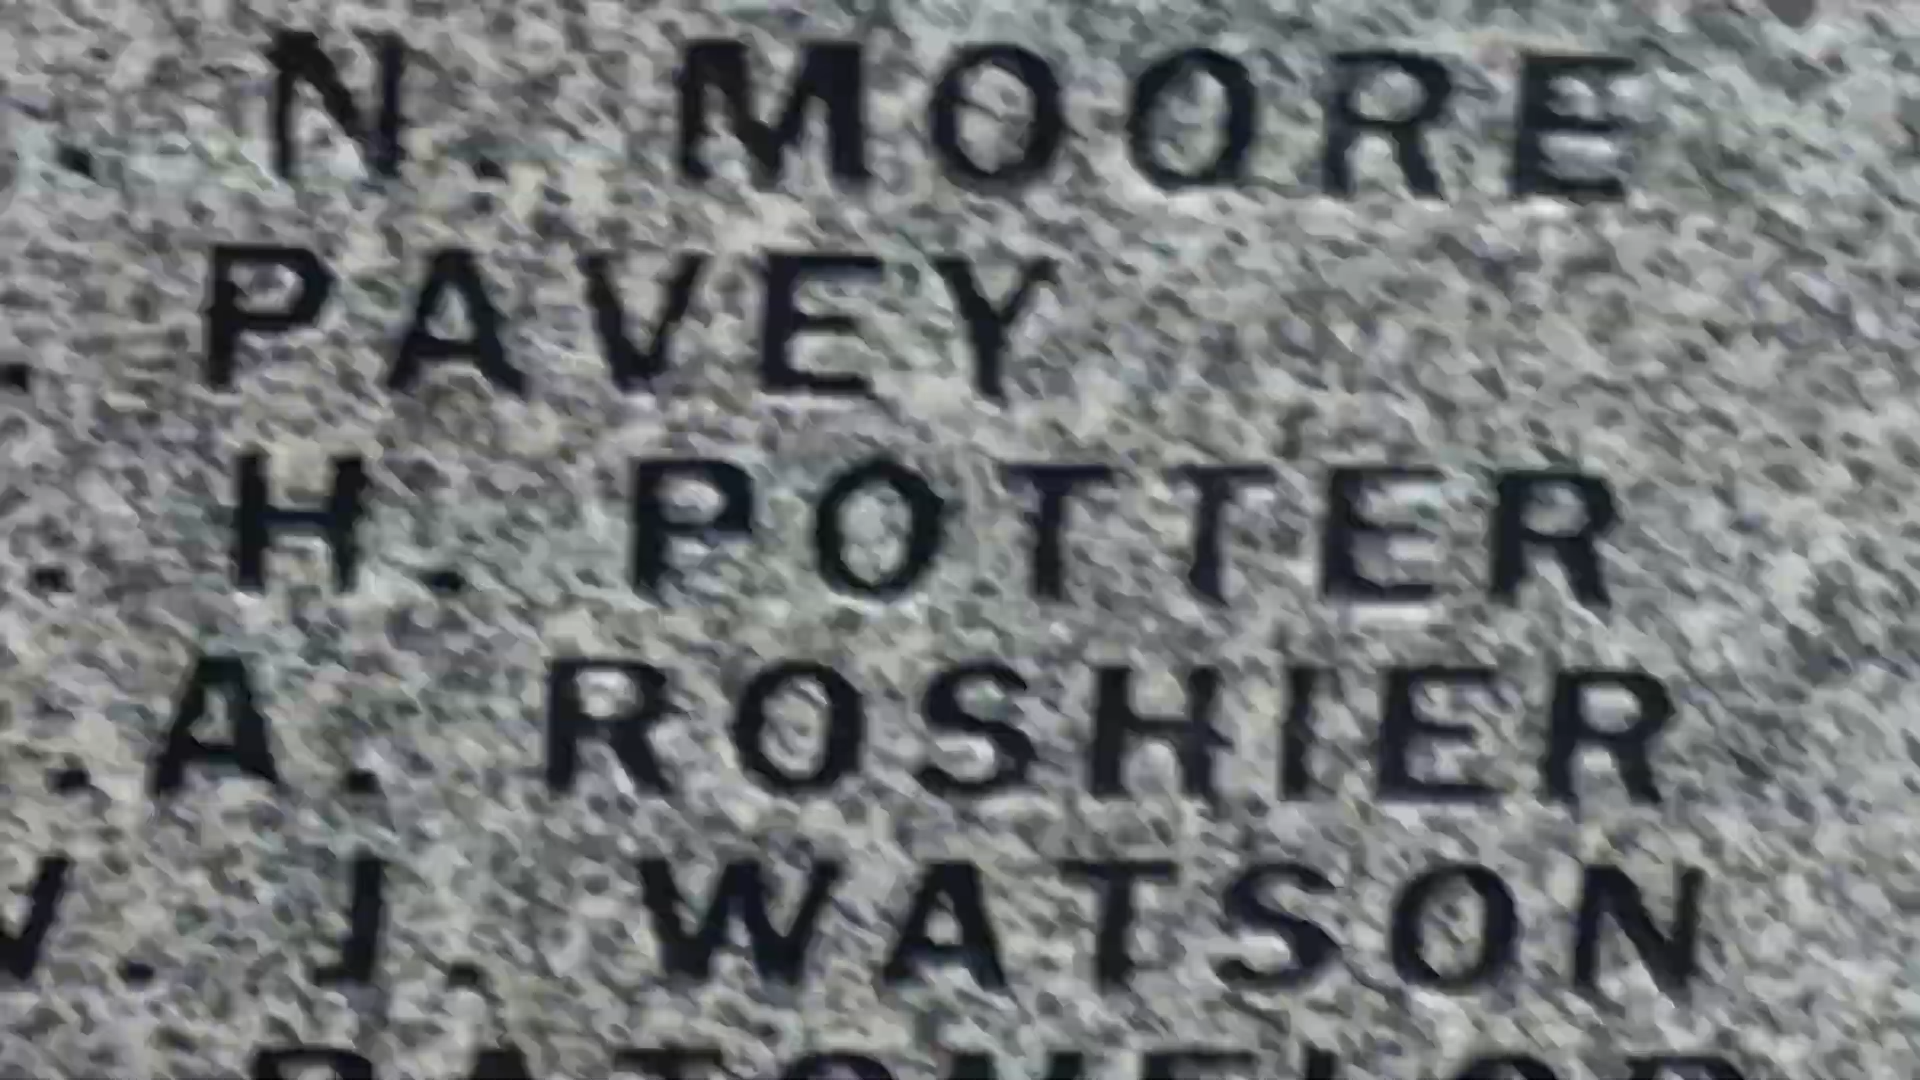 . N. MOORE
. PAVEY
. H. POTTER
. A. ROSHIER
W. J. WATSON